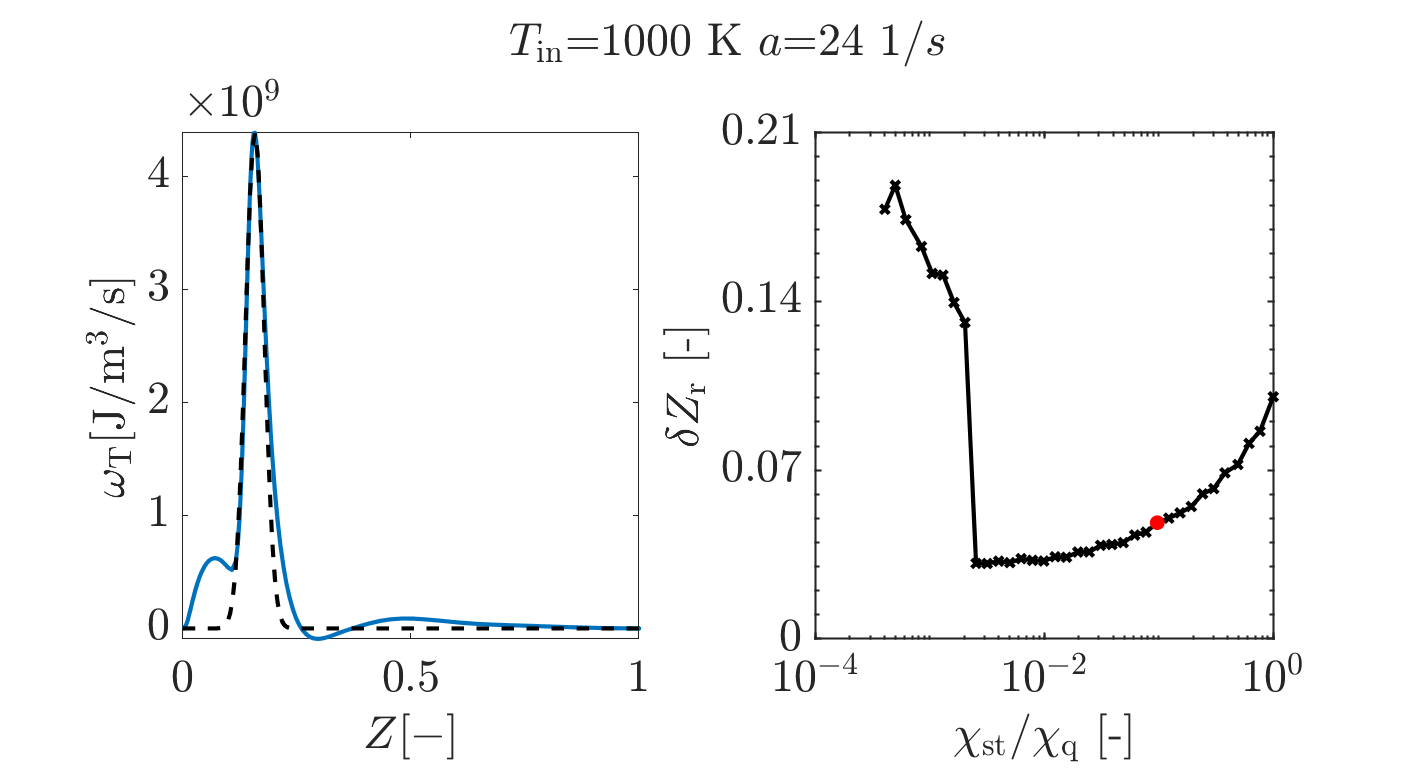 T_in=1000 K a=24 1/s
×10^9
ω_T[J/m^3/s]
4
3
2
1
0
0 0.5 1
Z[−]
δZ_r [-]
0.21
0.14
0.07
0
10^−4 10^−2 10^0
χ_st/χ_q [-]